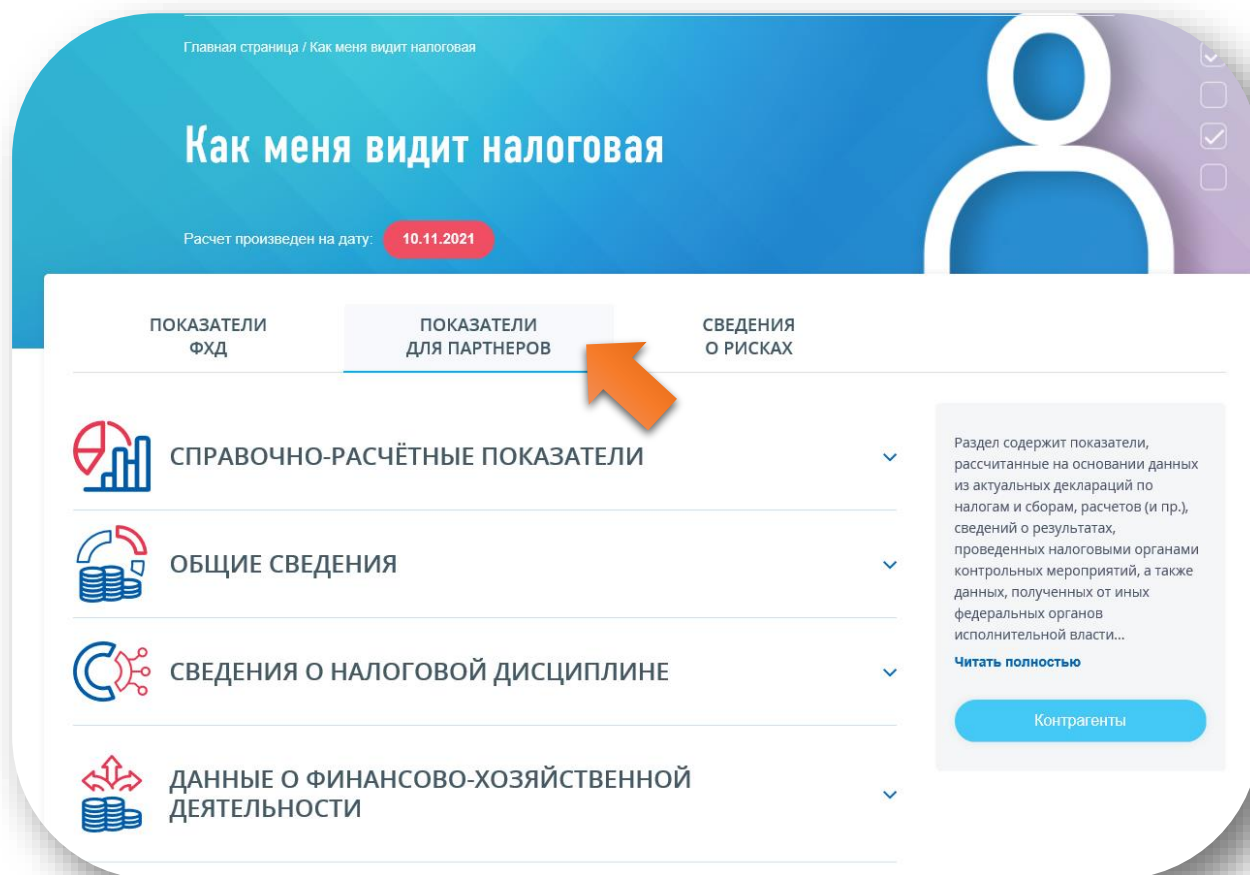 Главная страница / Как меня видит налоговая
Как меня видит налоговая
Расчет произведен на дату: 10.11.2021
ПОКАЗАТЕЛИ
ФХД
ПОКАЗАТЕЛИ
ДЛЯ ПАРТНЕРОВ
СВЕДЕНИЯ
О РИСКАХ
СПРАВОЧНО-РАСЧЁТНЫЕ ПОКАЗАТЕЛИ
ОБЩИЕ СВЕДЕНИЯ
СВЕДЕНИЯ О НАЛОГОВОЙ ДИСЦИПЛИНЕ
ДАННЫЕ О ФИНАНСОВО-ХОЗЯЙСТВЕННОЙ
ДЕЯТЕЛЬНОСТИ
Раздел содержит показатели,
рассчитанные на основании данных
из актуальных деклараций по
налогам и сборам, расчетов (и пр.),
сведений о результатах,
проведенных налоговыми органами
контрольных мероприятий, а также
данных, полученных от иных
федеральных органов
исполнительной власти...
Читать полностью
Контрагенты